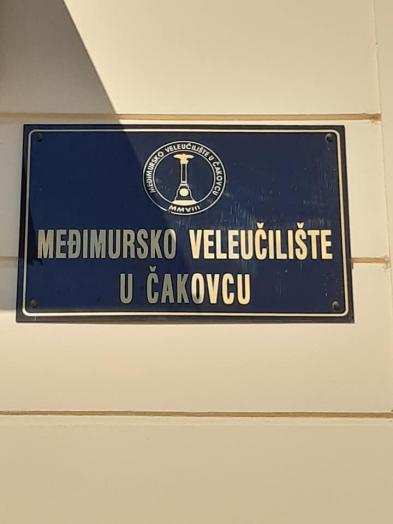 MEĐIMURSKO VELEUČILIŠTE U ČAKOVCU
MMVIII
MEĐIMURSKO VELEUČILIŠTE
U ČAKOVCU